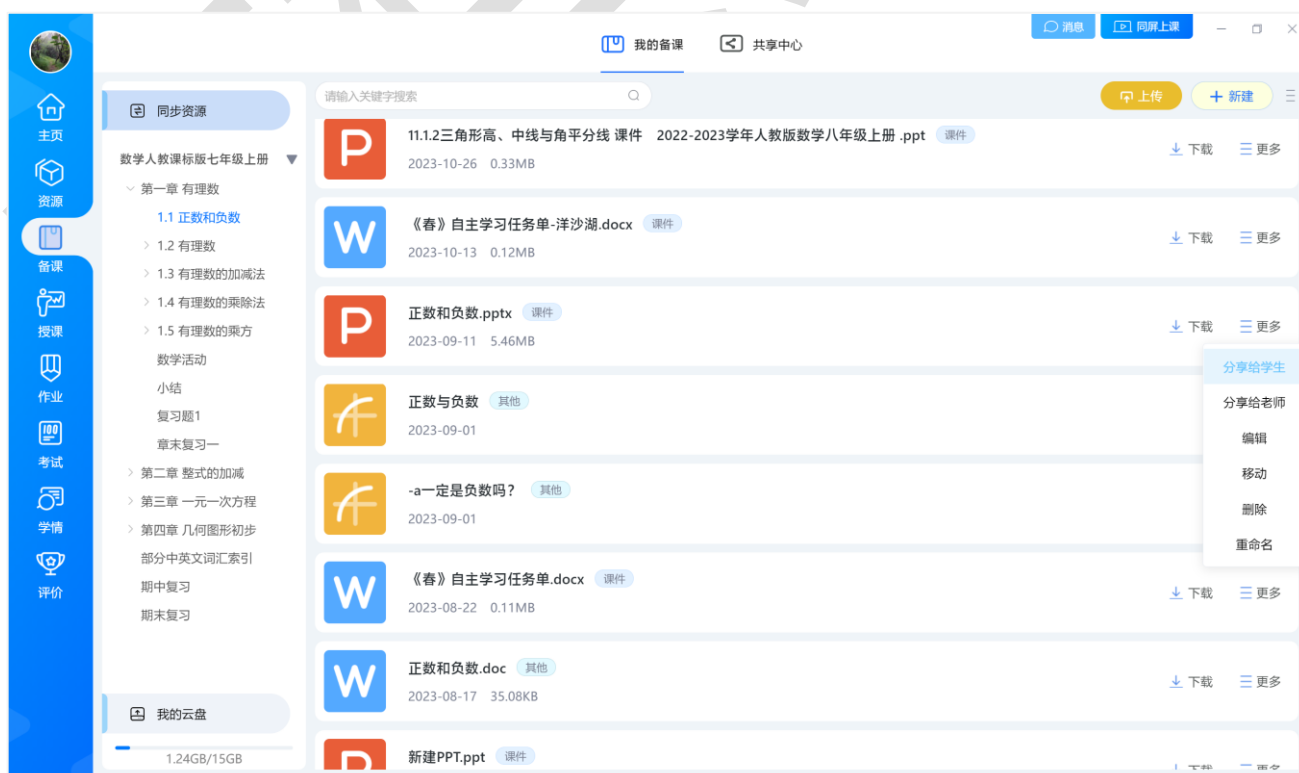 我的备课
共享中心
消息
同屏上课
主页
资源
备课
授课
作业
考试
学情
评价
同步资源
数学人教课标版七年级上册
第一章 有理数
1.1 正数和负数
1.2 有理数
1.3 有理数的加减法
1.4 有理数的乘除法
1.5 有理数的乘方
数学活动
小结
复习题1
章末复习一
第二章 整式的加减
第三章 一元一次方程
第四章 几何图形初步
部分中英文词汇索引
期中复习
期末复习
我的云盘
1.24GB/15GB
请输入关键字搜索
上传
新建
11.1.2三角形高、中线与角平分线 课件 2022-2023学年人教版数学八年级上册 .ppt 课件
2023-10-26 0.33MB
下载 更多
《春》自主学习任务单-洋沙湖.docx 课件
2023-10-13 0.12MB
下载 更多
正数和负数.pptx 课件
2023-09-11 5.46MB
下载 更多
分享给学生
分享给老师
编辑
移动
删除
重命名
正数与负数 其他
2023-09-01
-a一定是负数吗？ 其他
2023-09-01
《春》自主学习任务单.docx 课件
2023-08-22 0.11MB
下载 更多
正数和负数.doc 其他
2023-08-17 35.08KB
下载 更多
新建PPT.ppt 课件
下载 更多